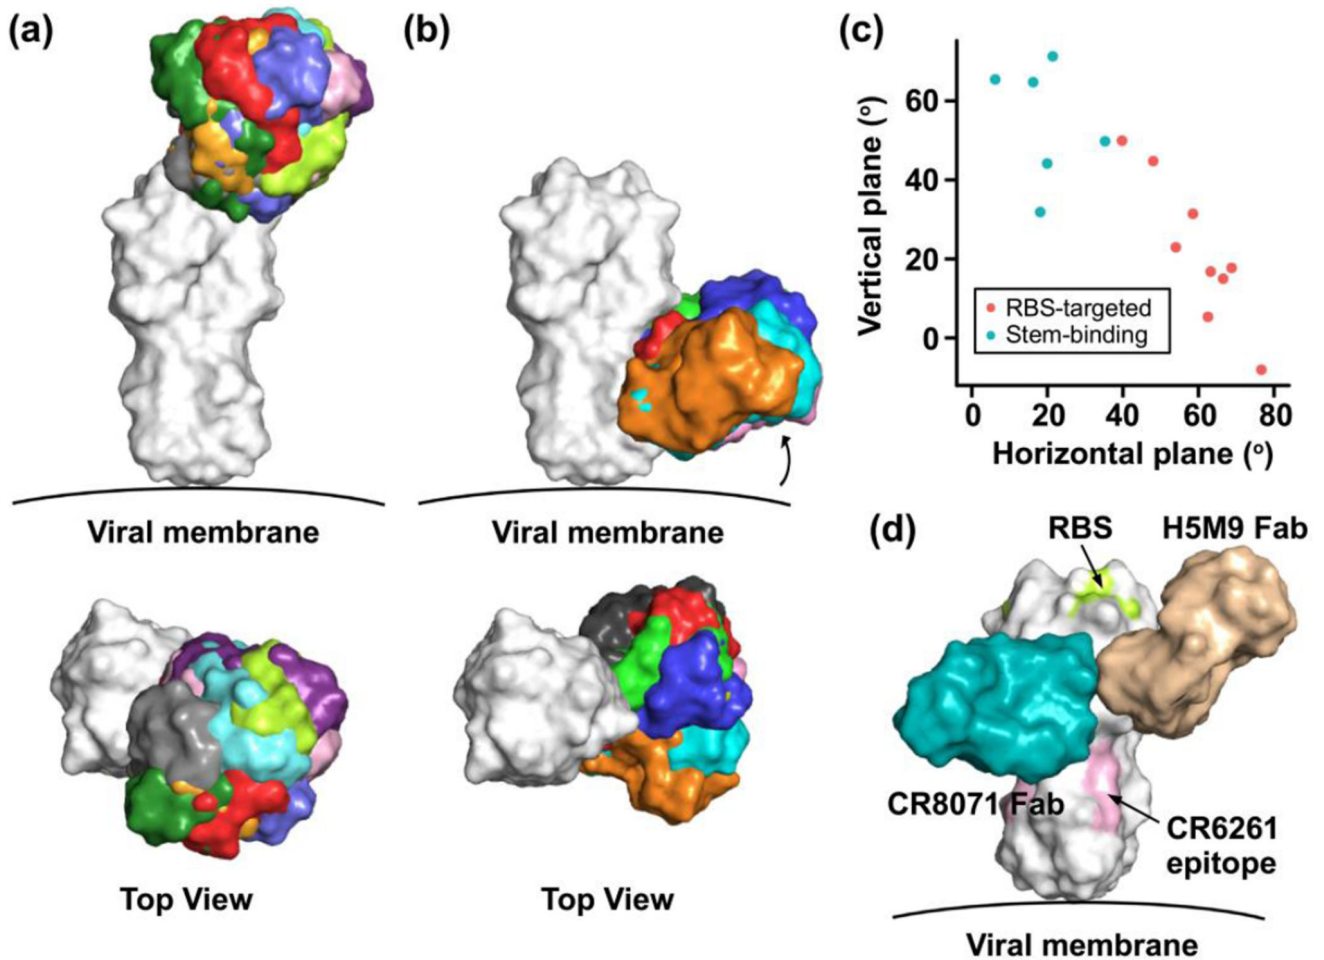 (a)
Viral membrane
Top View
(b)
Viral membrane
Top View
(c)
Vertical plane (°)
60
40
20
0
RBS-targeted
Stem-binding
0 20 40 60 80
Horizontal plane (°)
(d)
RBS
H5M9 Fab
CR8071 Fab
CR6261
epitope
Viral membrane